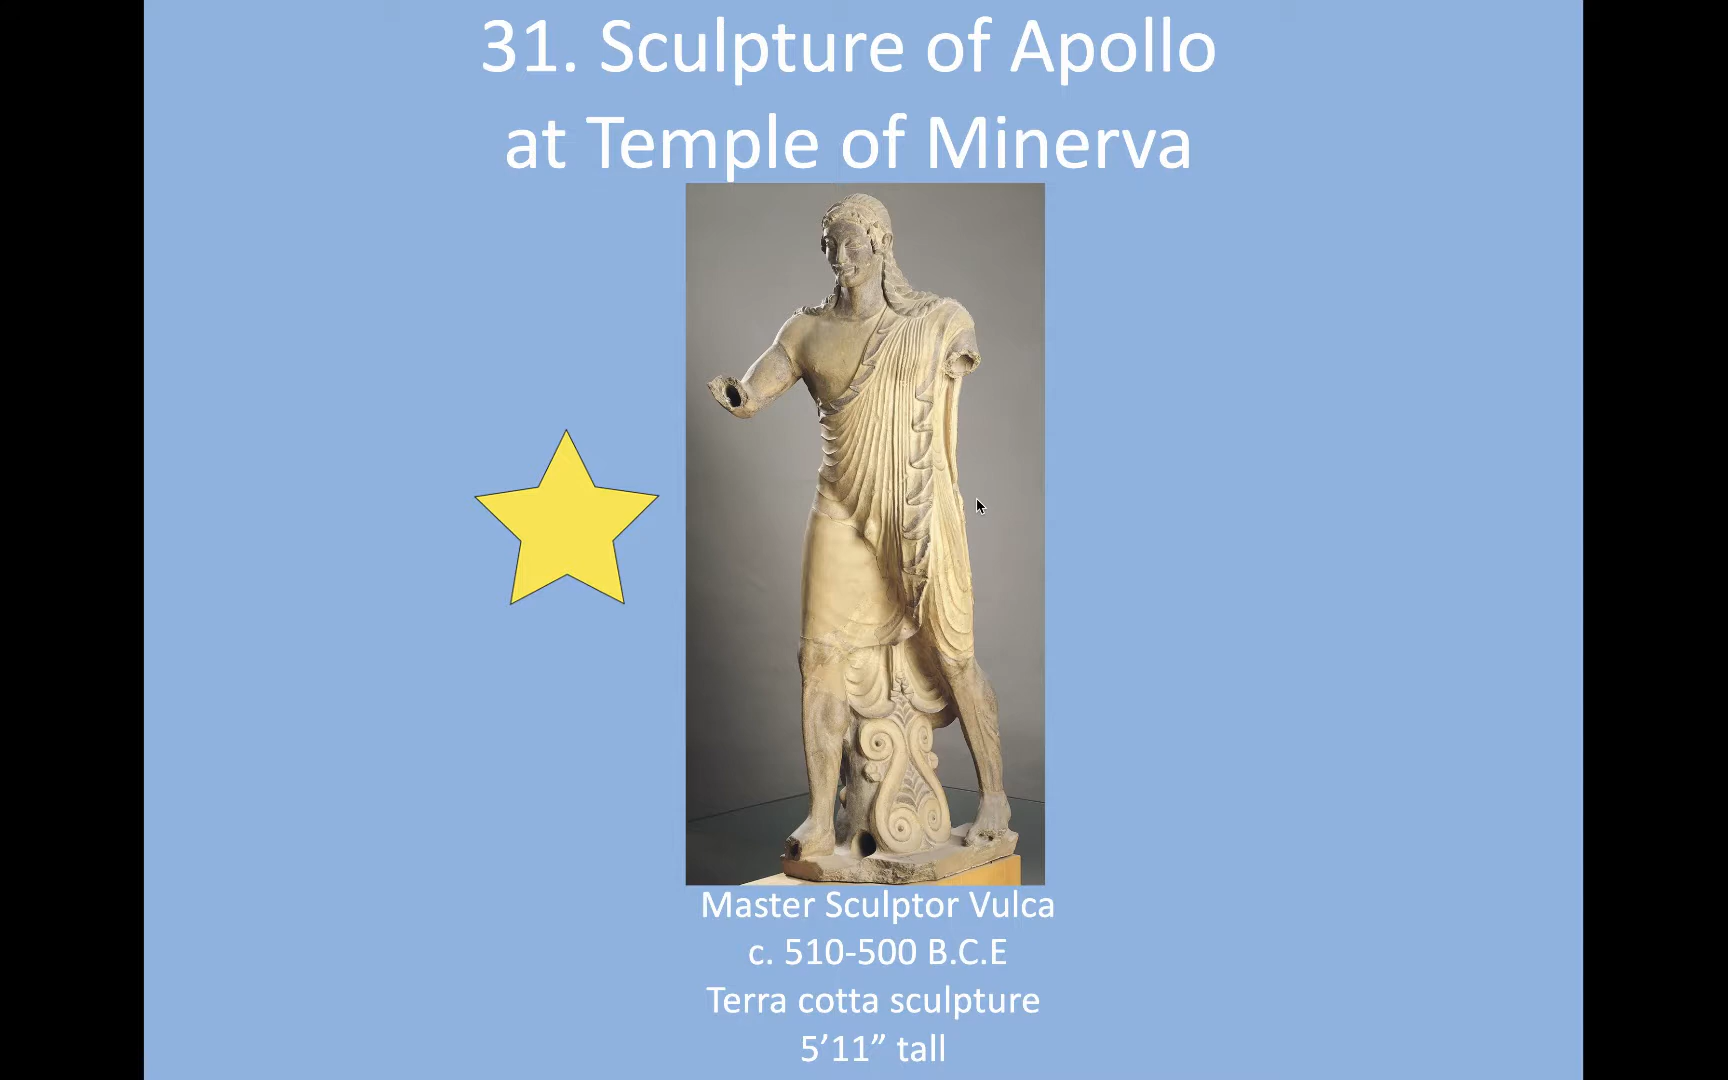 31. Sculpture of Apollo
at Temple of Minerva
Master Sculptor Vulca
c. 510-500 B.C.E
Terra cotta sculpture
5’11” tall